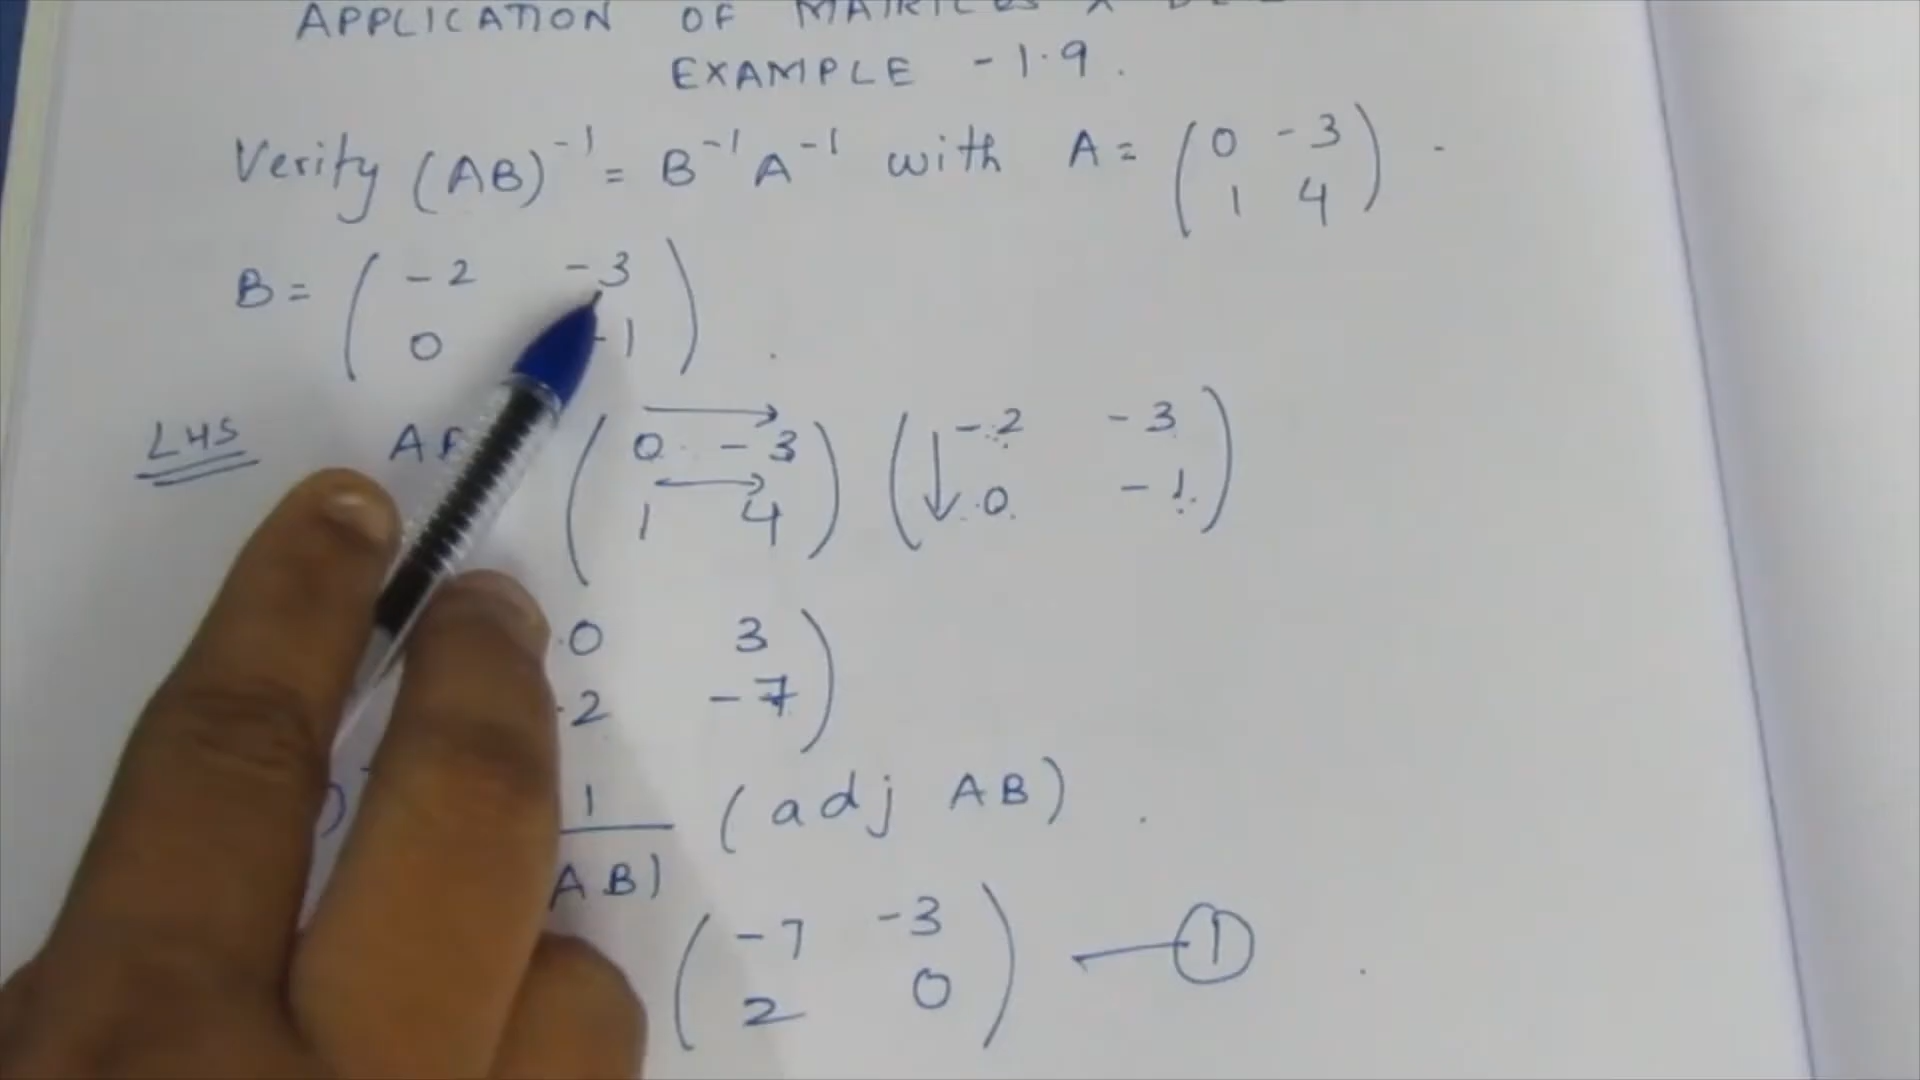 APPLICATION OF MATRICES
EXAMPLE - 1.9.
Verify (AB)⁻¹ = B⁻¹ A⁻¹ with A = ( 0 -3 )
1 4
B = ( -2 -3 )
0 -1
LHS A ( 0 -3 ) ( -2 -3 )
1 4 0 -1
0 3 )
-2 -7
1 ( adj AB )
AB)
( -7 -3 ) ①
2 0